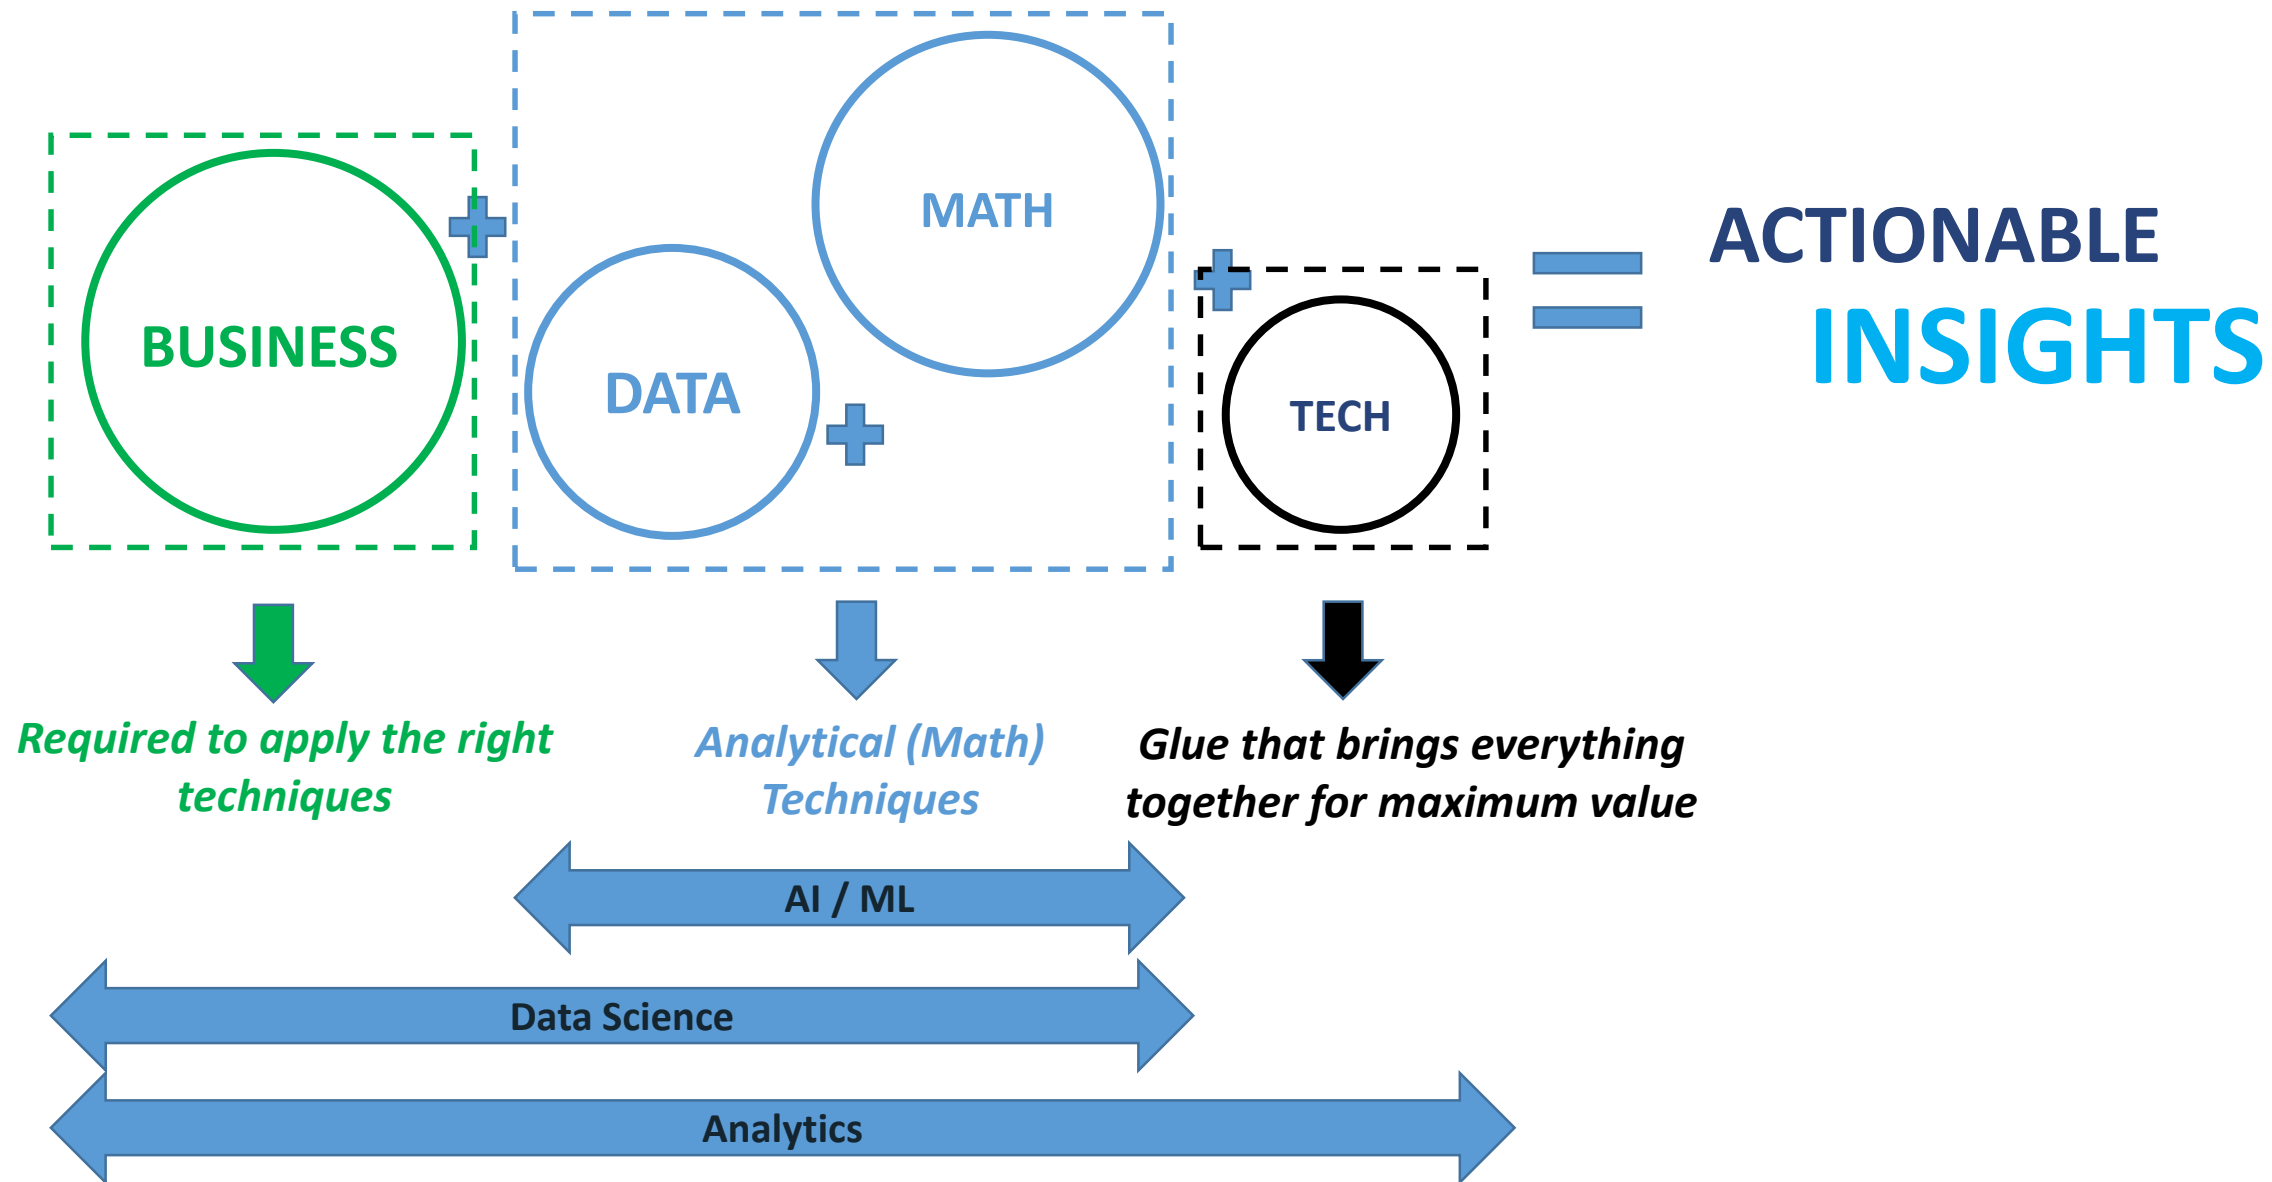 BUSINESS
DATA
MATH
TECH
ACTIONABLE
INSIGHTS
Required to apply the right
techniques
Analytical (Math)
Techniques
Glue that brings everything
together for maximum value
AI / ML
Data Science
Analytics